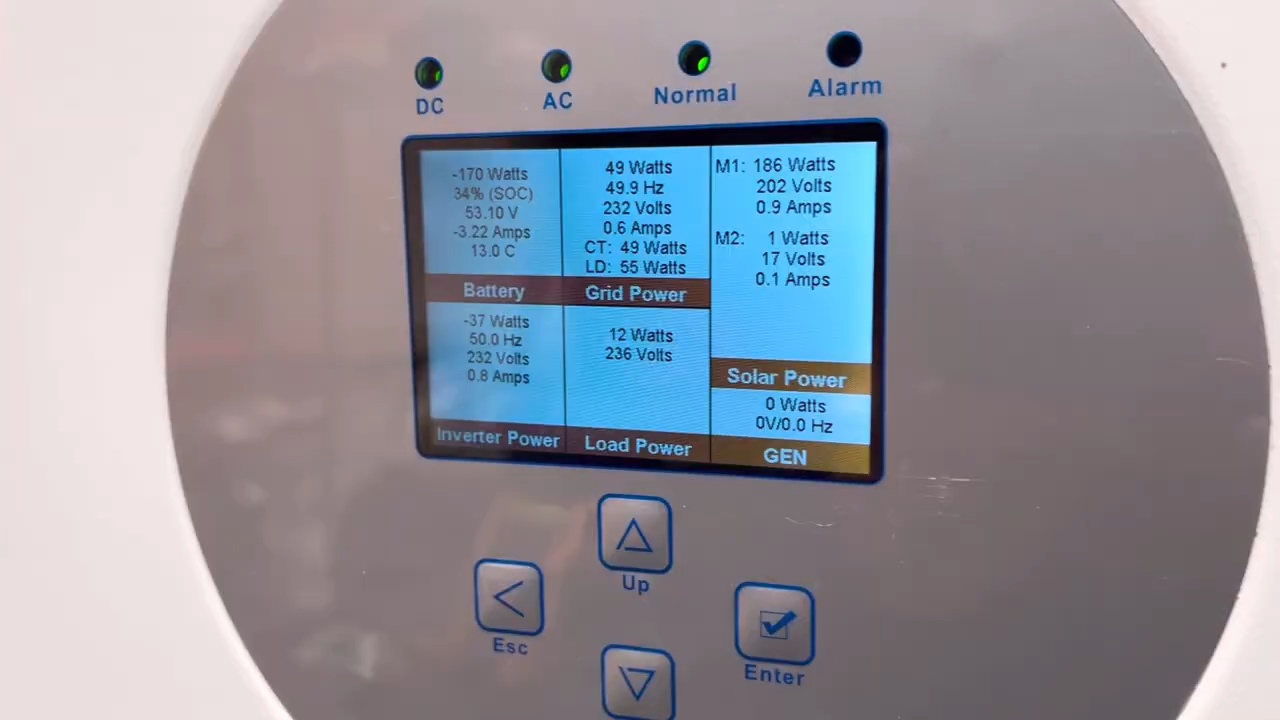 DC
AC
Normal
Alarm
-170 Watts
34% (SOC)
53.10 V
-3.22 Amps
13.0 C
Battery
49 Watts
49.9 Hz
232 Volts
0.6 Amps
CT: 49 Watts
LD: 55 Watts
Grid Power
M1: 186 Watts
202 Volts
0.9 Amps
M2: 1 Watts
17 Volts
0.1 Amps
Solar Power
-37 Watts
50.0 Hz
232 Volts
0.8 Amps
Inverter Power
12 Watts
236 Volts
Load Power
0 Watts
0V/0.0 Hz
GEN
Up
Esc
Enter